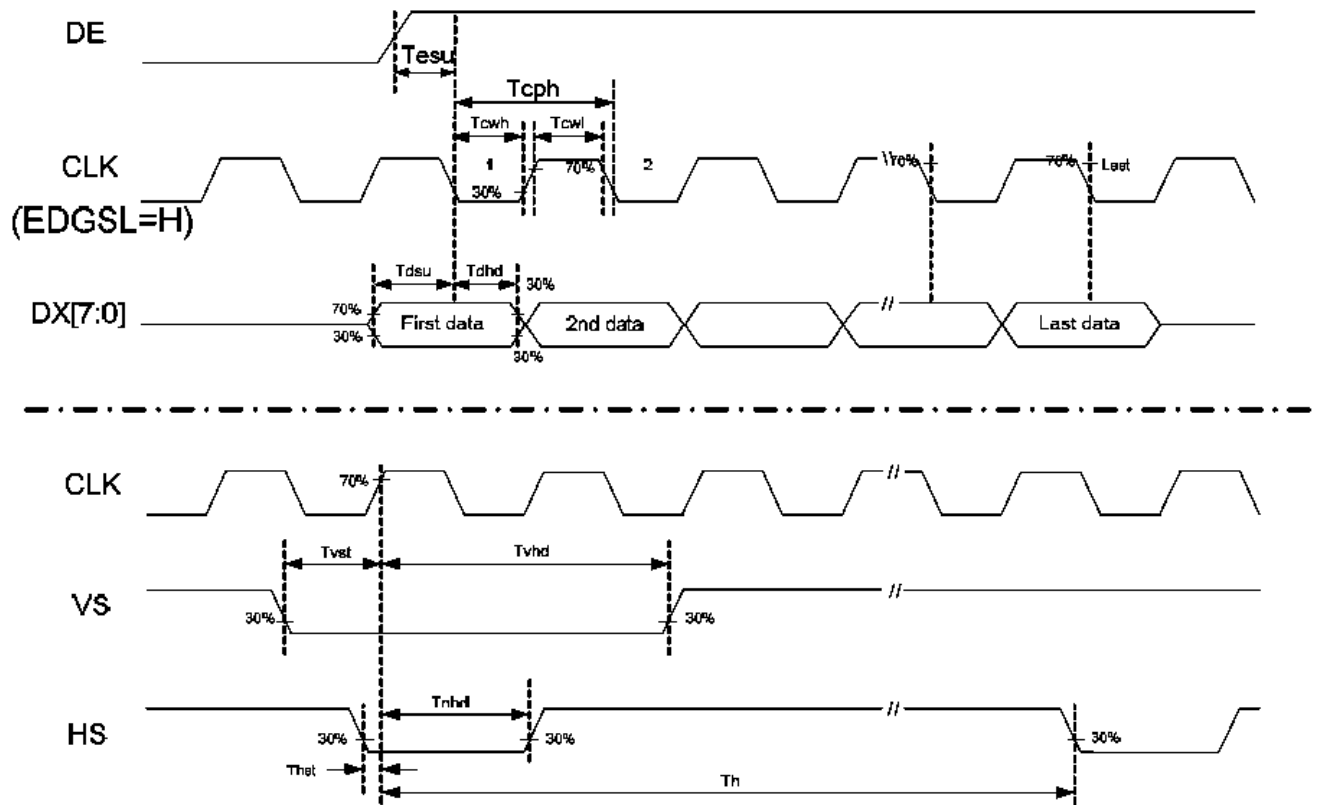 DE
Tesu
Tcph
Tcwh
Tcwl
CLK
1
70%
2
\\70%
70%
Last
30%
(EDGSL=H)
Tdsu
Tdhd
30%
DX[7:0]
70%
First data
2nd data
//
Last data
30%
30%
CLK
70%
//
Tvst
Tvhd
VS
//
30%
30%
HS
//
30%
30%
30%
Th